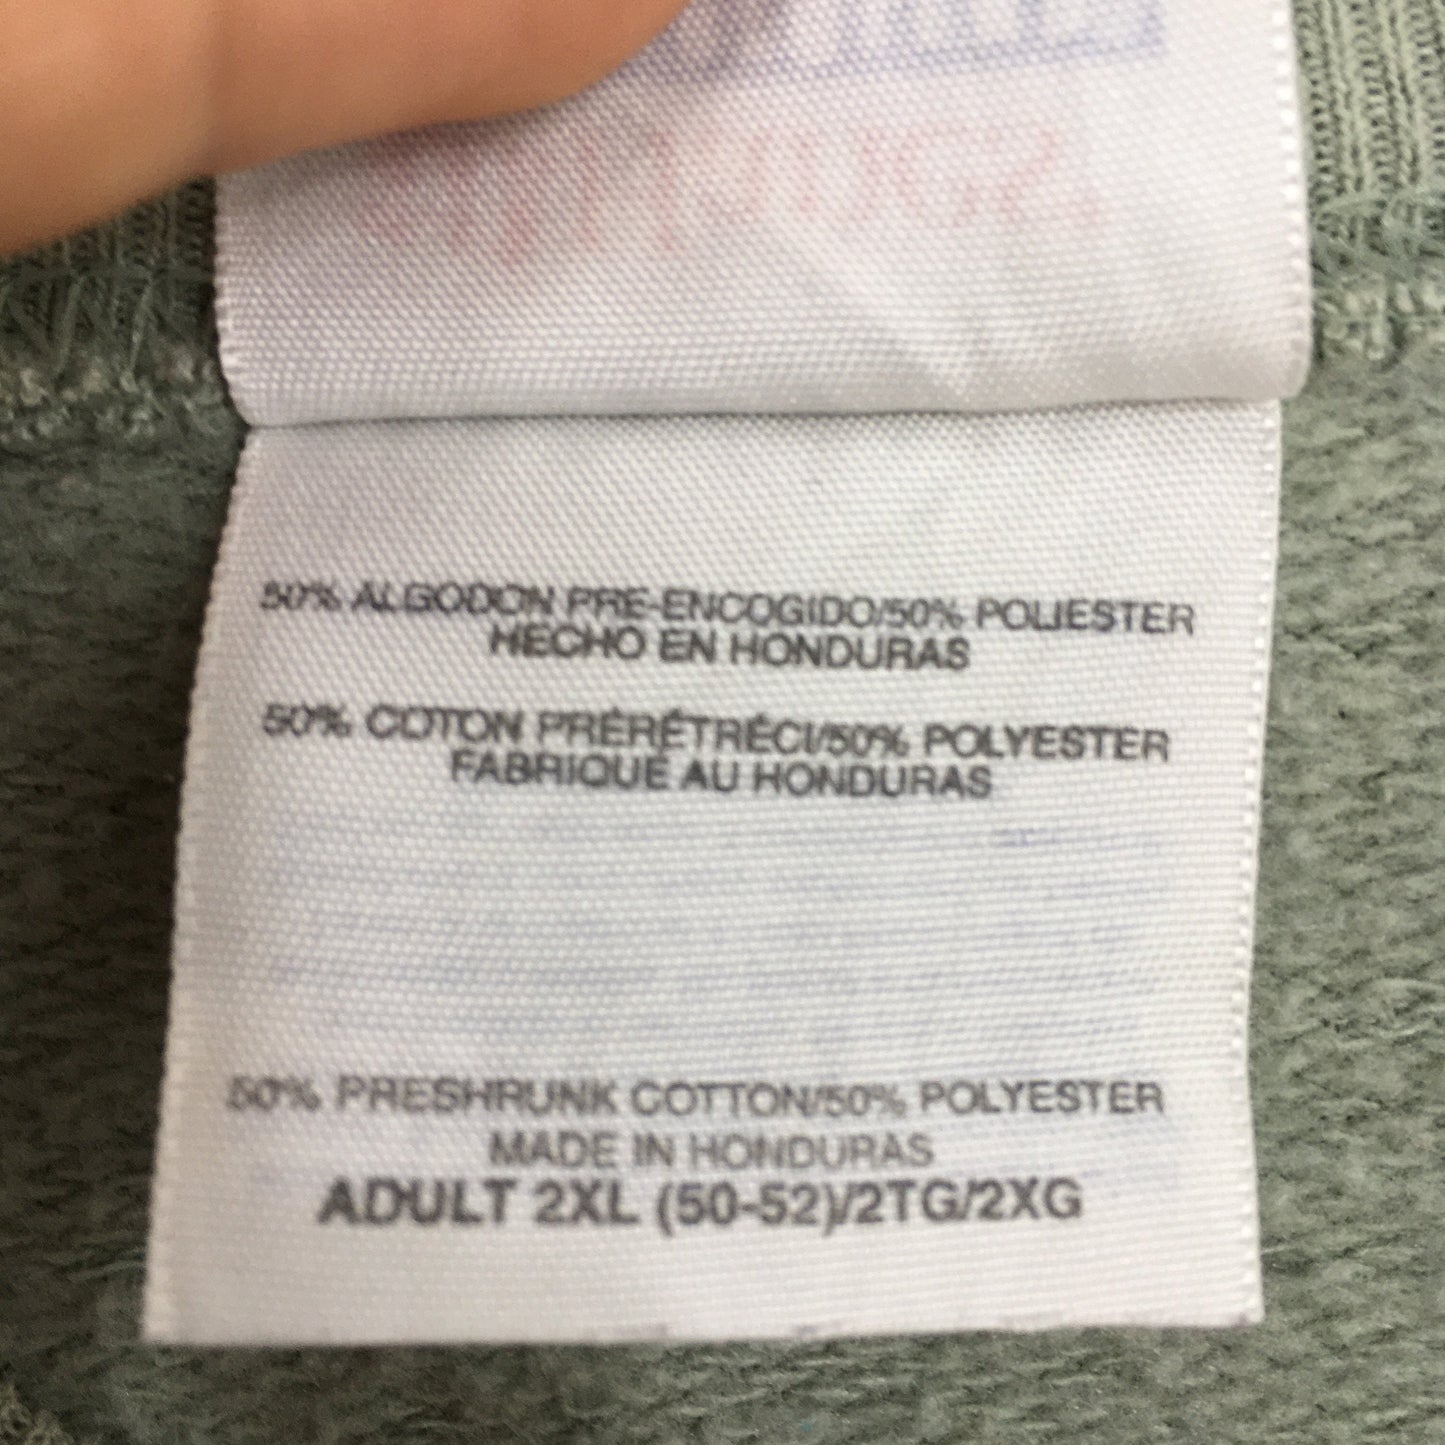 50% ALGODON PRE-ENCOGIDO/50% POLIESTER
HECHO EN HONDURAS
50% COTON PRÉRÉTRÉCI/50% POLYESTER
FABRIQUÉ AU HONDURAS
50% PRESHRUNK COTTON/50% POLYESTER
MADE IN HONDURAS
ADULT 2XL (50-52)/2TG/2XG